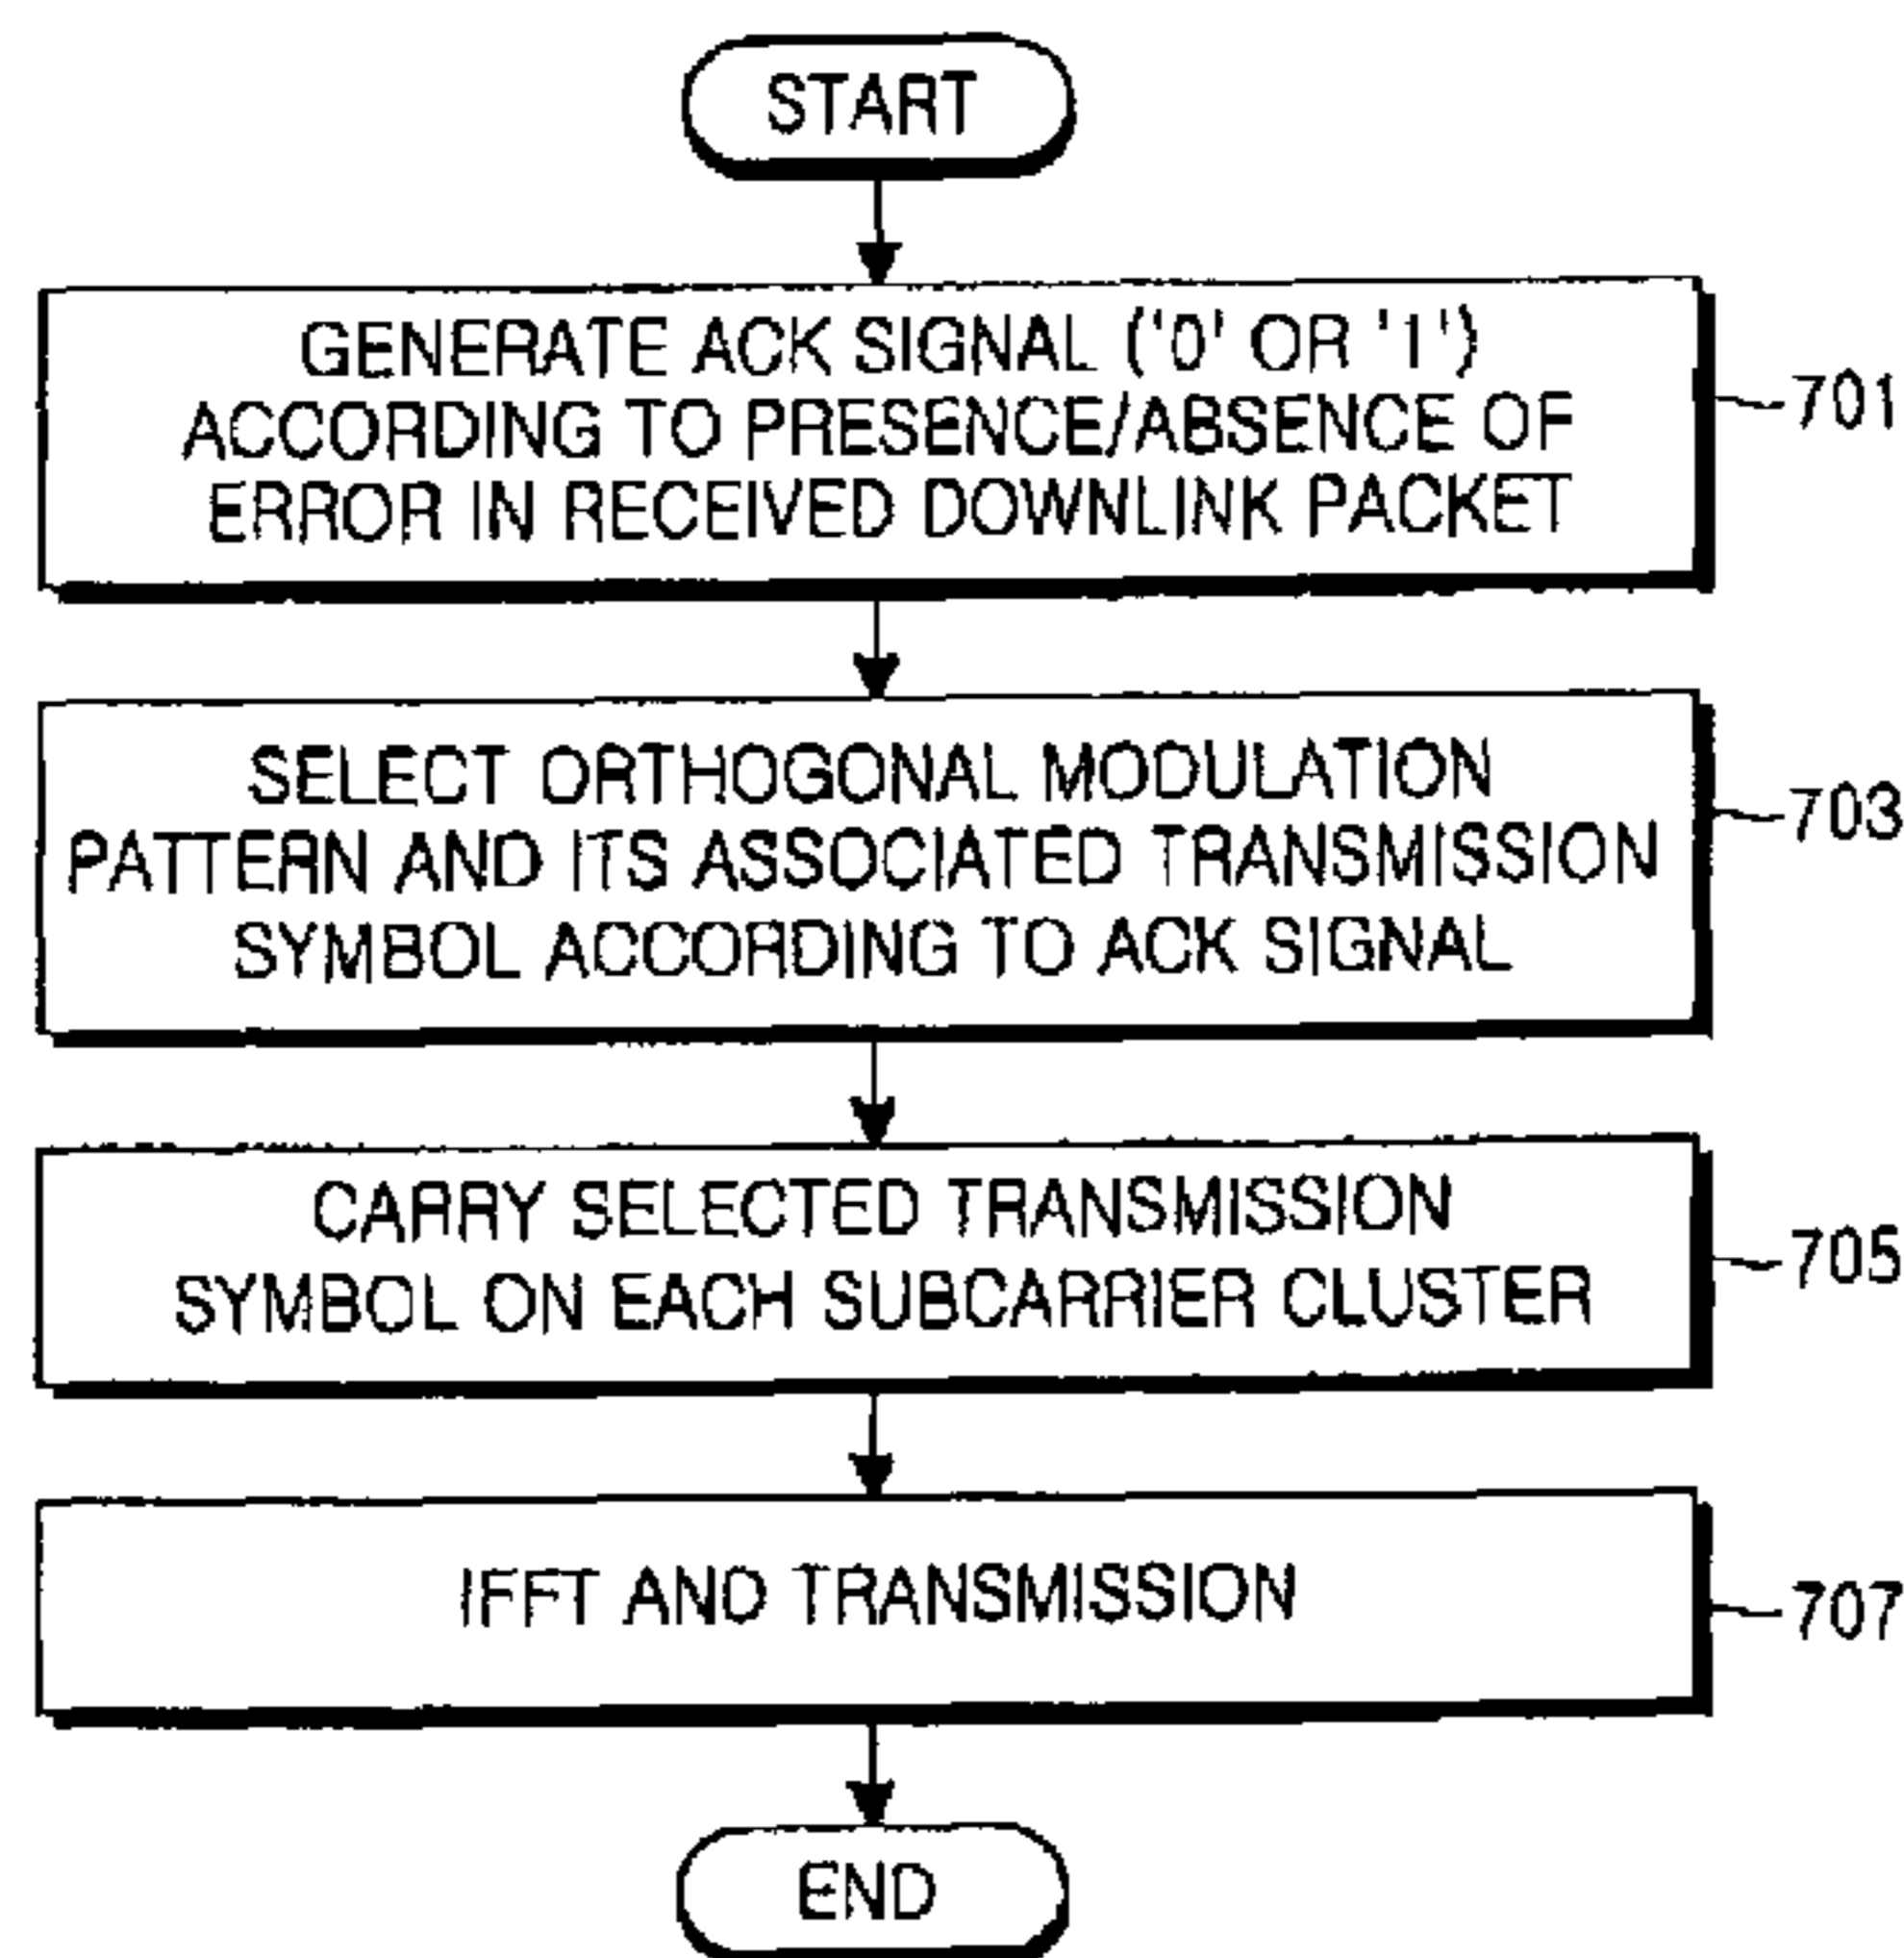 START
GENERATE ACK SIGNAL ('0' OR '1')
ACCORDING TO PRESENCE/ABSENCE OF
ERROR IN RECEIVED DOWNLINK PACKET
701
SELECT ORTHOGONAL MODULATION
PATTERN AND ITS ASSOCIATED TRANSMISSION
SYMBOL ACCORDING TO ACK SIGNAL
703
CARRY SELECTED TRANSMISSION
SYMBOL ON EACH SUBCARRIER CLUSTER
705
IFFT AND TRANSMISSION
707
END